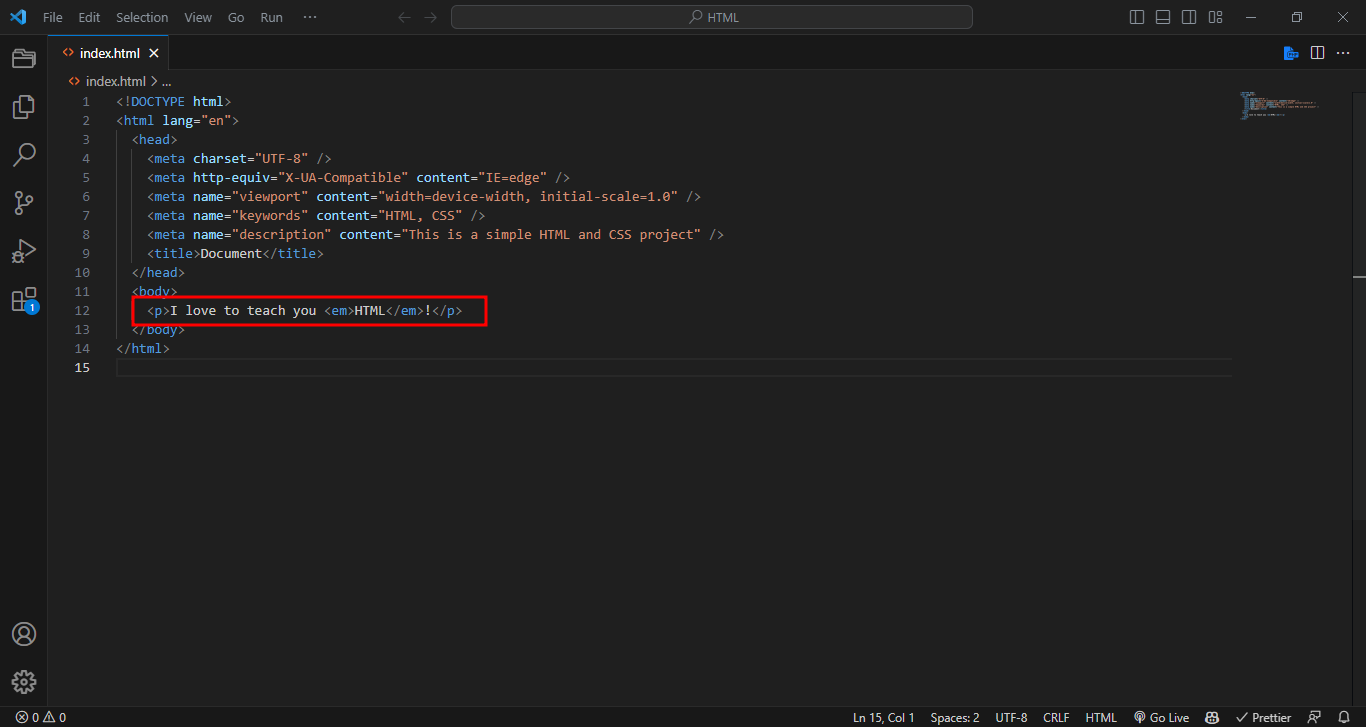 File Edit Selection View Go Run ··· HTML
index.html
index.html > ...
1 <!DOCTYPE html>
2 <html lang="en">
3 <head>
4 <meta charset="UTF-8" />
5 <meta http-equiv="X-UA-Compatible" content="IE=edge" />
6 <meta name="viewport" content="width=device-width, initial-scale=1.0" />
7 <meta name="keywords" content="HTML, CSS" />
8 <meta name="description" content="This is a simple HTML and CSS project" />
9 <title>Document</title>
10 </head>
11 <body>
12 <p>I love to teach you <em>HTML</em>!</p>
13 </body>
14 </html>
15
1
0 0 Ln 15, Col 1 Spaces: 2 UTF-8 CRLF HTML Go Live Prettier